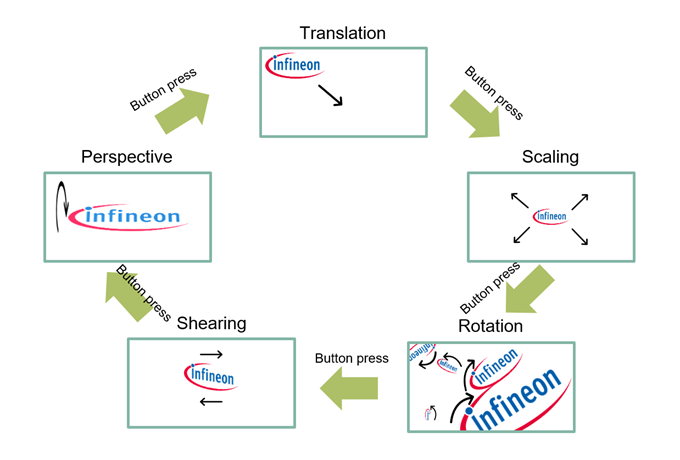 Translation
infineon
Button press
Button press
Perspective
Scaling
infineon
infineon
Button press
Button press
Shearing
Rotation
infineon
infineon
infineon
infineon
infineon
Button press